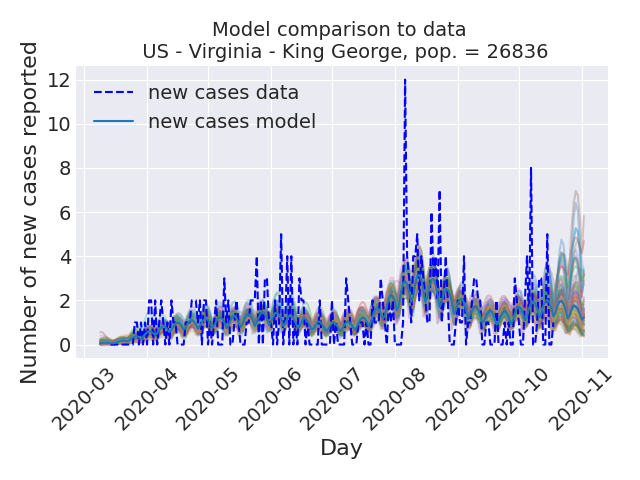 Model comparison to data
US - Virginia - King George, pop. = 26836
Number of new cases reported
12
10
8
6
4
2
0
new cases data
new cases model
2020-03
2020-04
2020-05
2020-06
2020-07
2020-08
2020-09
2020-10
2020-11
Day